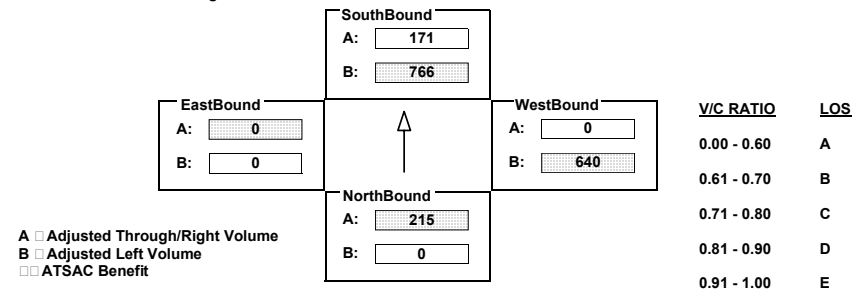 SouthBound
A: 171
B: 766
EastBound
A: 0
B: 0
WestBound
A: 0
B: 640
NorthBound
A: 215
B: 0
A □ Adjusted Through/Right Volume
B □ Adjusted Left Volume
□□ ATSAC Benefit
V/C RATIO LOS
0.00 - 0.60 A
0.61 - 0.70 B
0.71 - 0.80 C
0.81 - 0.90 D
0.91 - 1.00 E